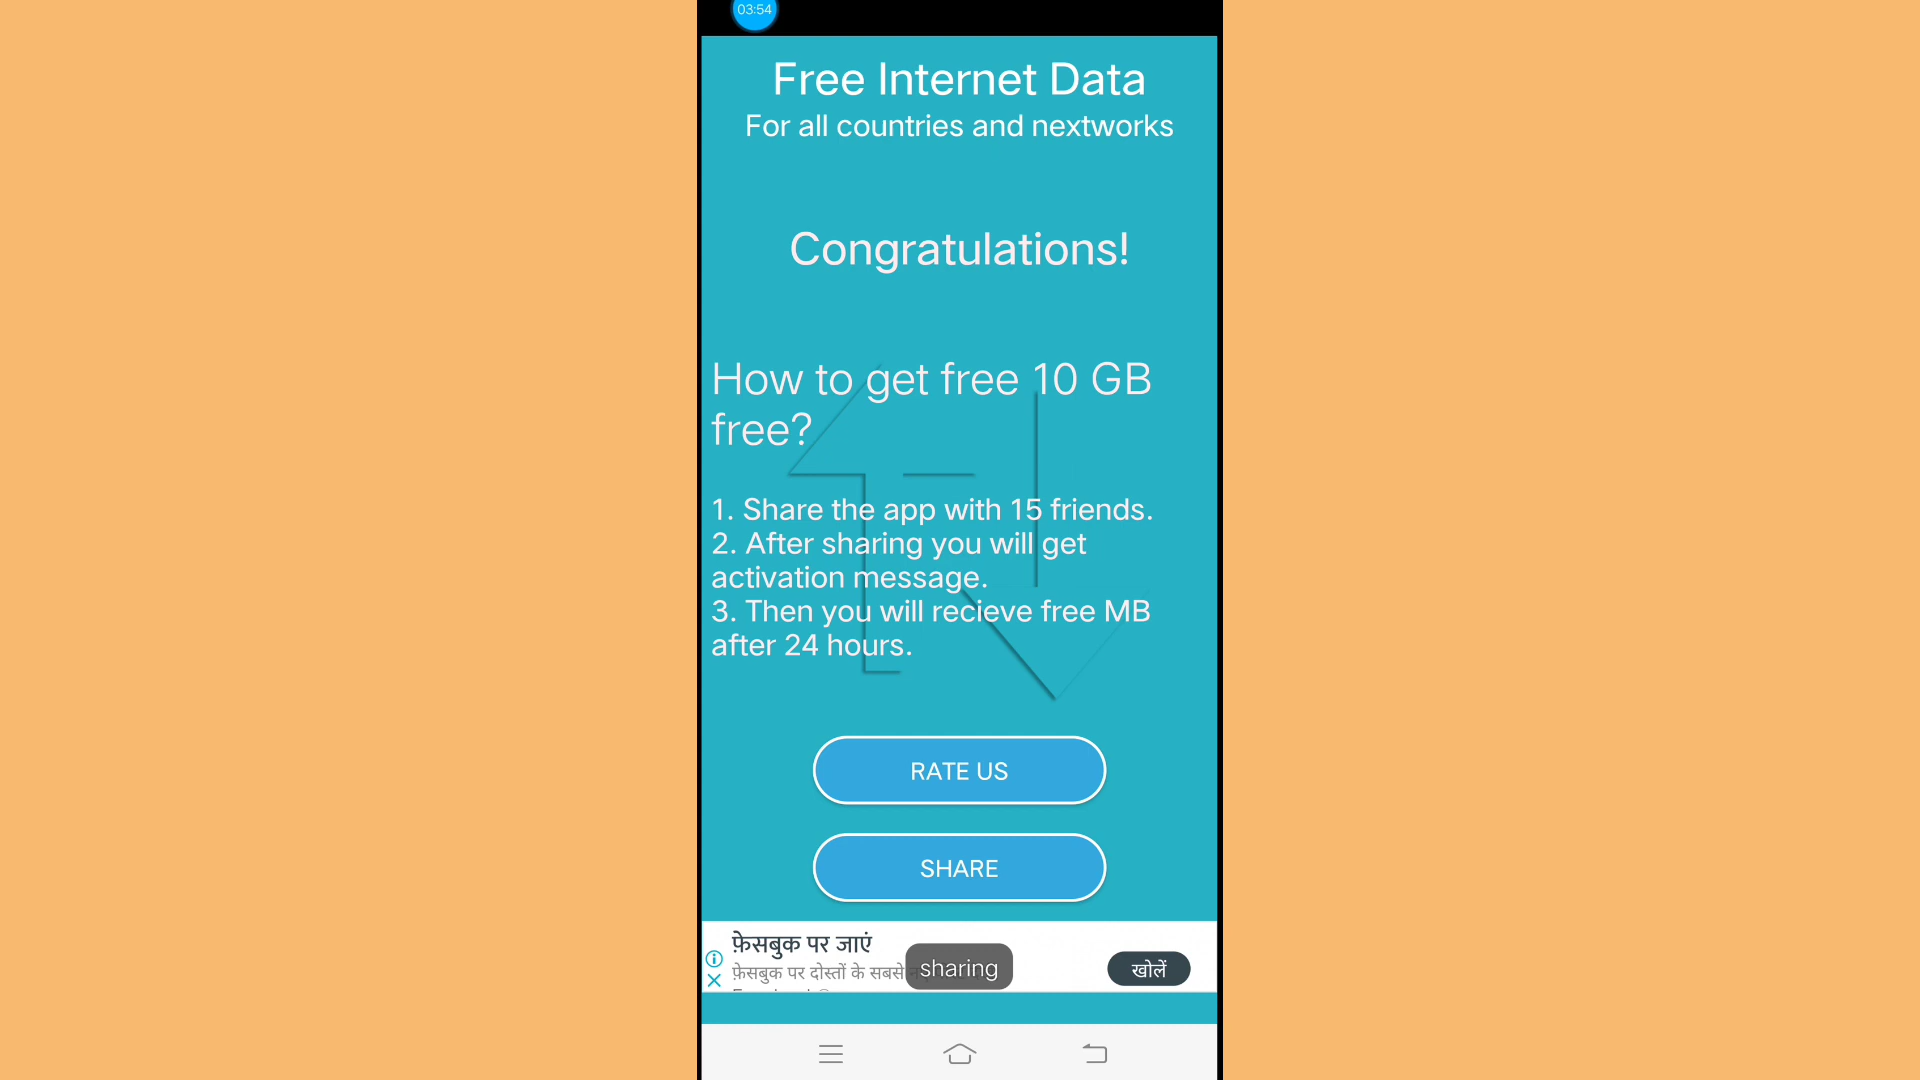 03:54
Free Internet Data
For all countries and nextworks
Congratulations!
How to get free 10 GB
free?
1. Share the app with 15 friends.
2. After sharing you will get
activation message.
3. Then you will recieve free MB
after 24 hours.
RATE US
SHARE
फ़ेसबुक पर जाएं
फ़ेसबुक पर दोस्तों के सबसे
sharing
खोलें